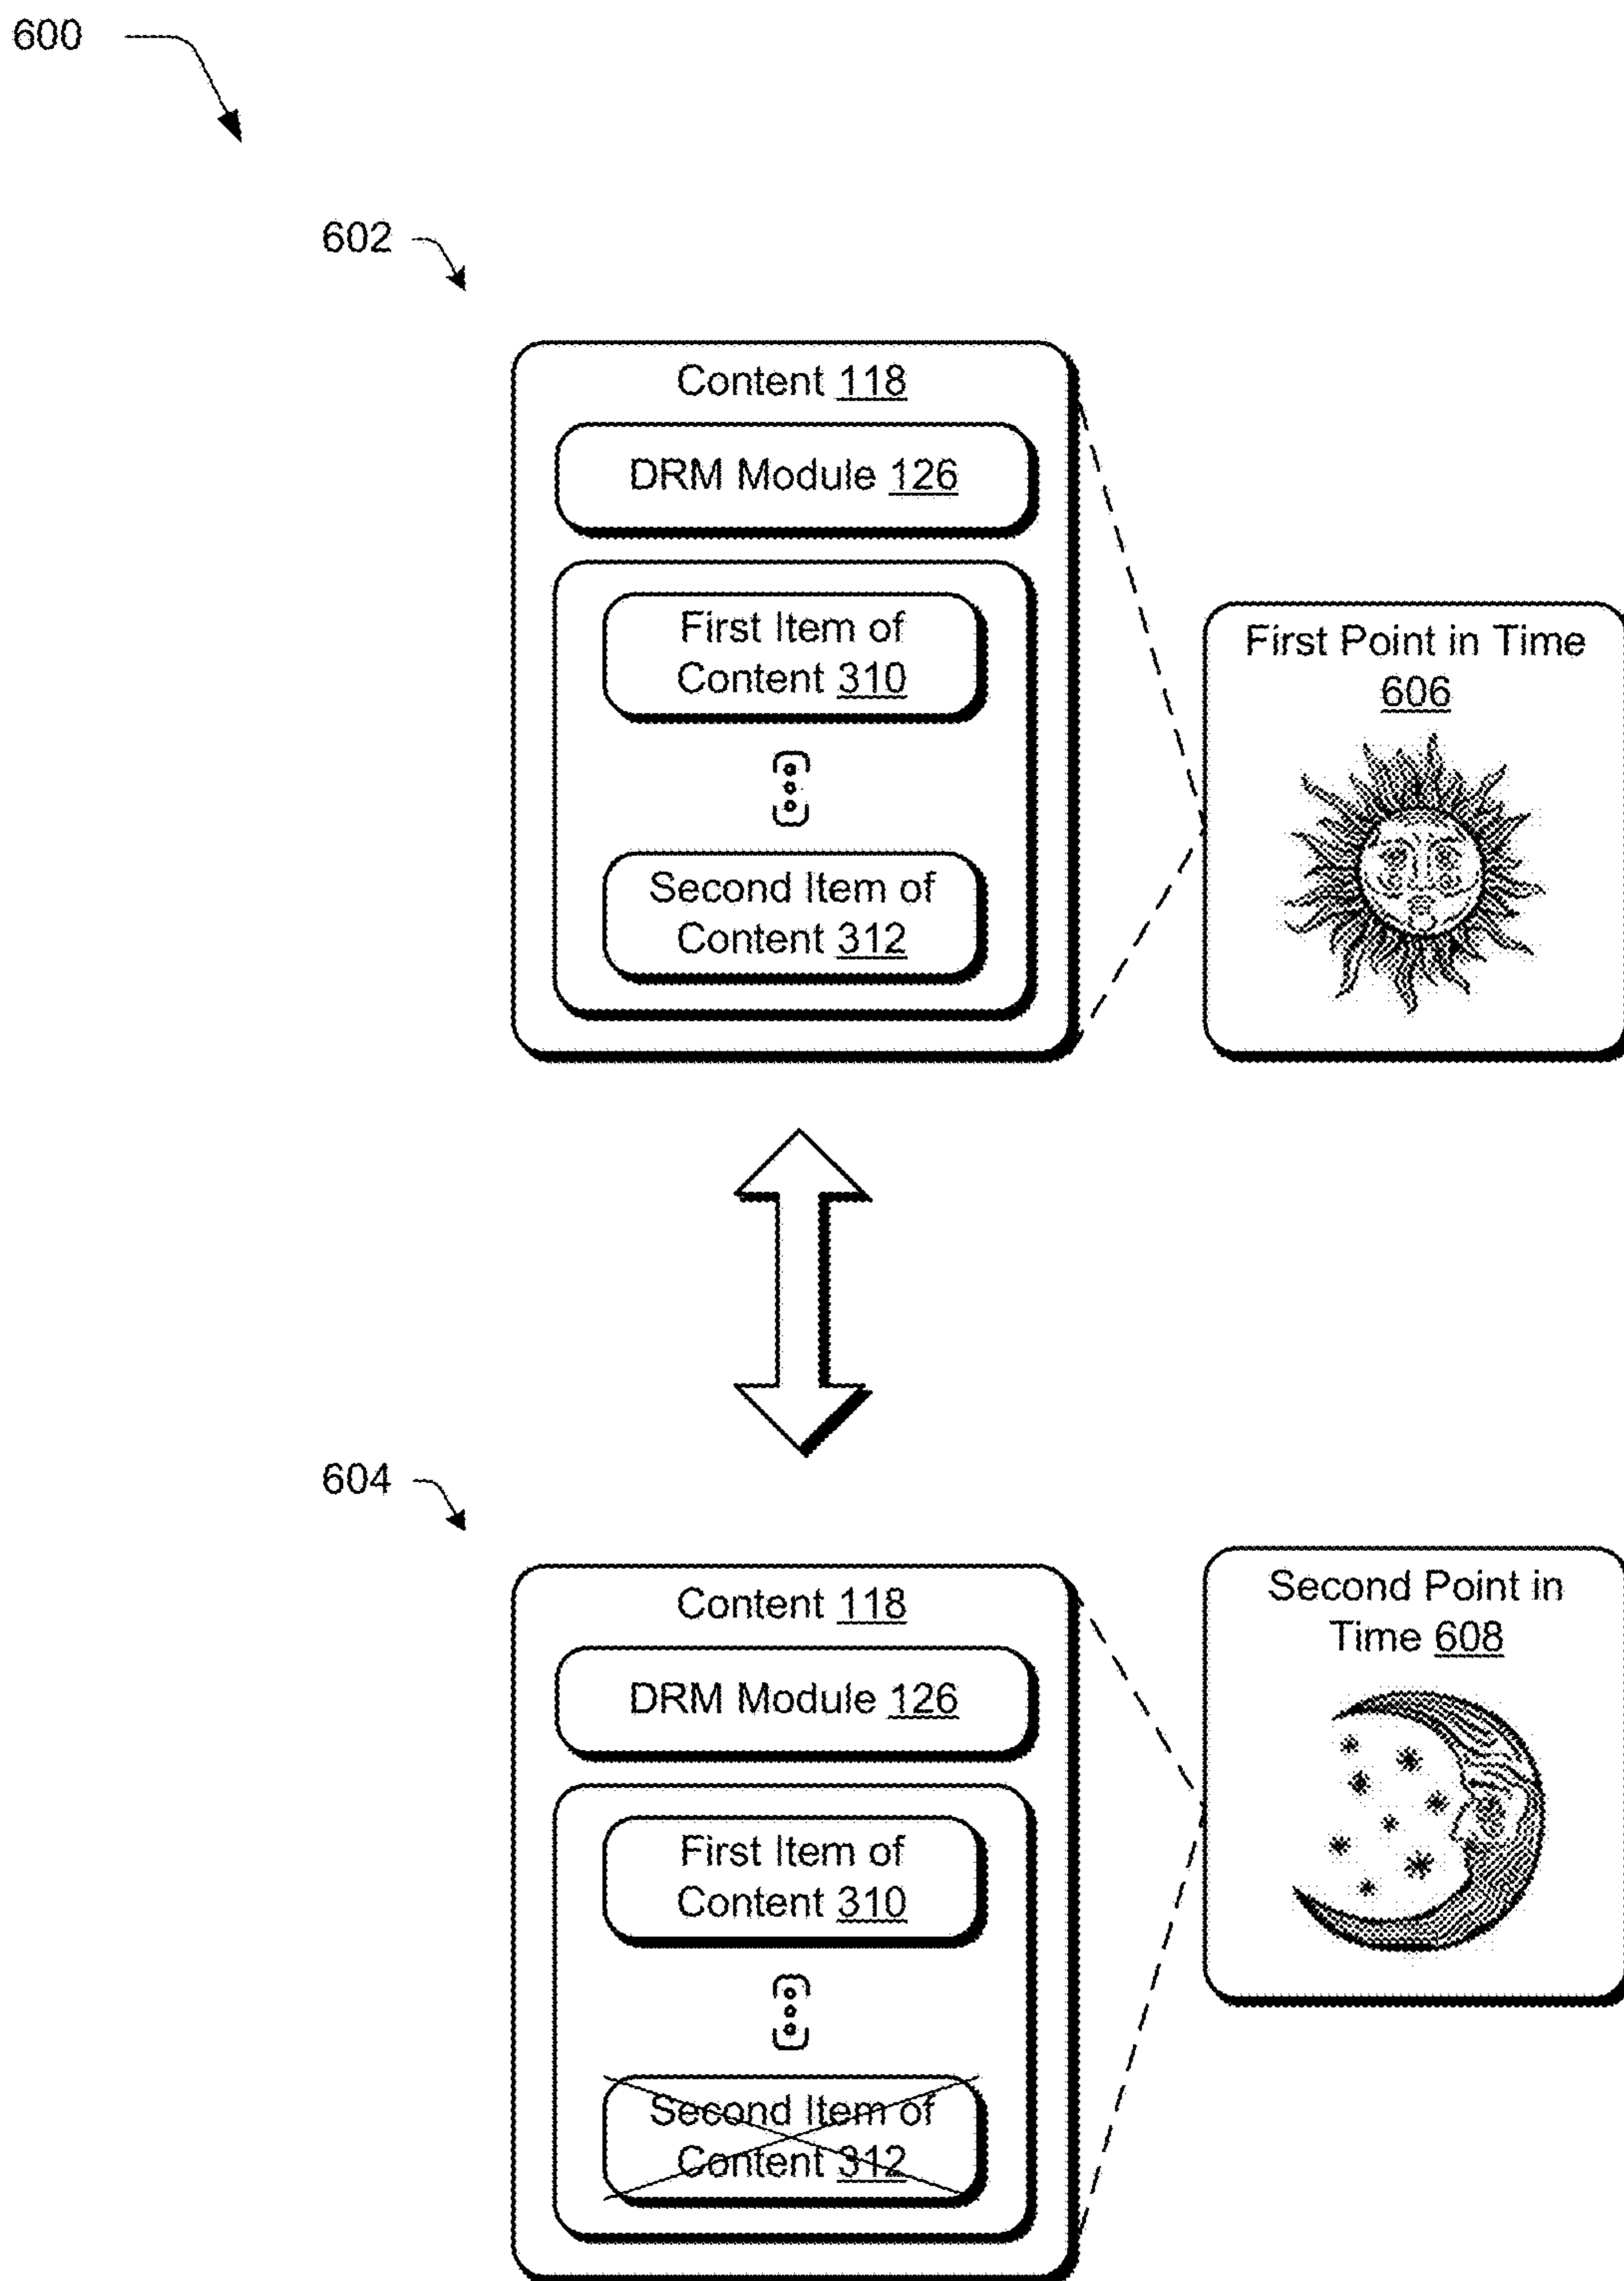 600
602
Content 118
DRM Module 126
First Item of
Content 310
Second Item of
Content 312
First Point in Time
606
604
Content 118
DRM Module 126
First Item of
Content 310
Second Item of
Content 312
Second Point in
Time 608